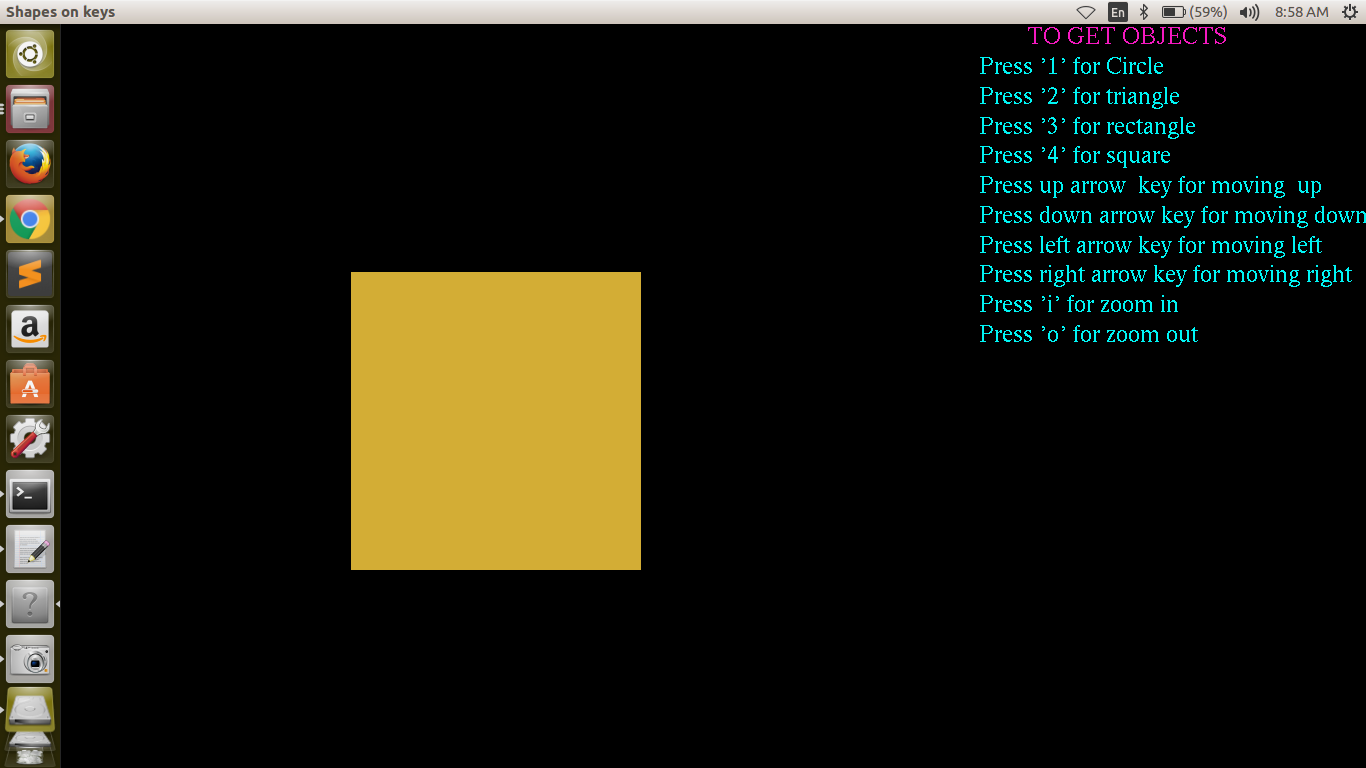 Shapes on keys
En
(59%)
8:58 AM
TO GET OBJECTS
Press ’1’ for Circle
Press ’2’ for triangle
Press ’3’ for rectangle
Press ’4’ for square
Press up arrow  key for moving  up
Press down arrow key for moving down
Press left arrow key for moving left
Press right arrow key for moving right
Press ’i’ for zoom in
Press ’o’ for zoom out
a
A
>_
?